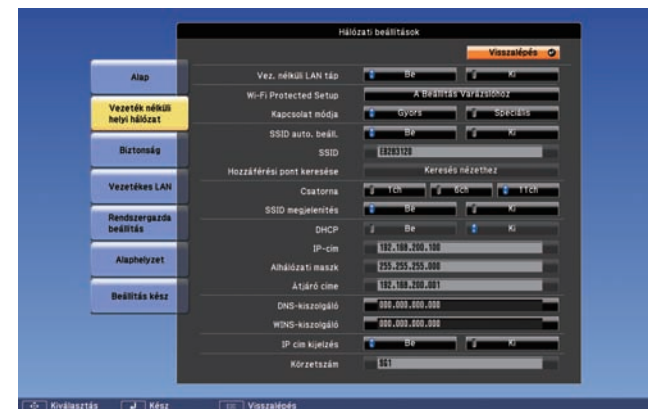 Hálózati beállítások
Visszalépés
Alap
Vezeték nélküli
helyi hálózat
Biztonság
Vezetékes LAN
Rendszergazda
beállítás
Alaphelyzet
Beállítás kész
Vez. nélküli LAN táp Be Ki
Wi-Fi Protected Setup A Beállítás Varázslóhoz
Kapcsolat módja Gyors Speciális
SSID auto. beáll. Be Ki
SSID
Hozzáférési pont keresése Keresés nézethez
Csatorna 1ch 6ch 11ch
SSID megjelenítés Be Ki
DHCP Be Ki
IP-cím 192.168.200.100
Alhálózati maszk 255.255.255.000
Átjáró címe 192.168.200.001
DNS-kiszolgáló 000.000.000.000
WINS-kiszolgáló 000.000.000.000
IP cím kijelzés Be Ki
Körzetszám SG1
Kiválasztás Kész Visszalépés